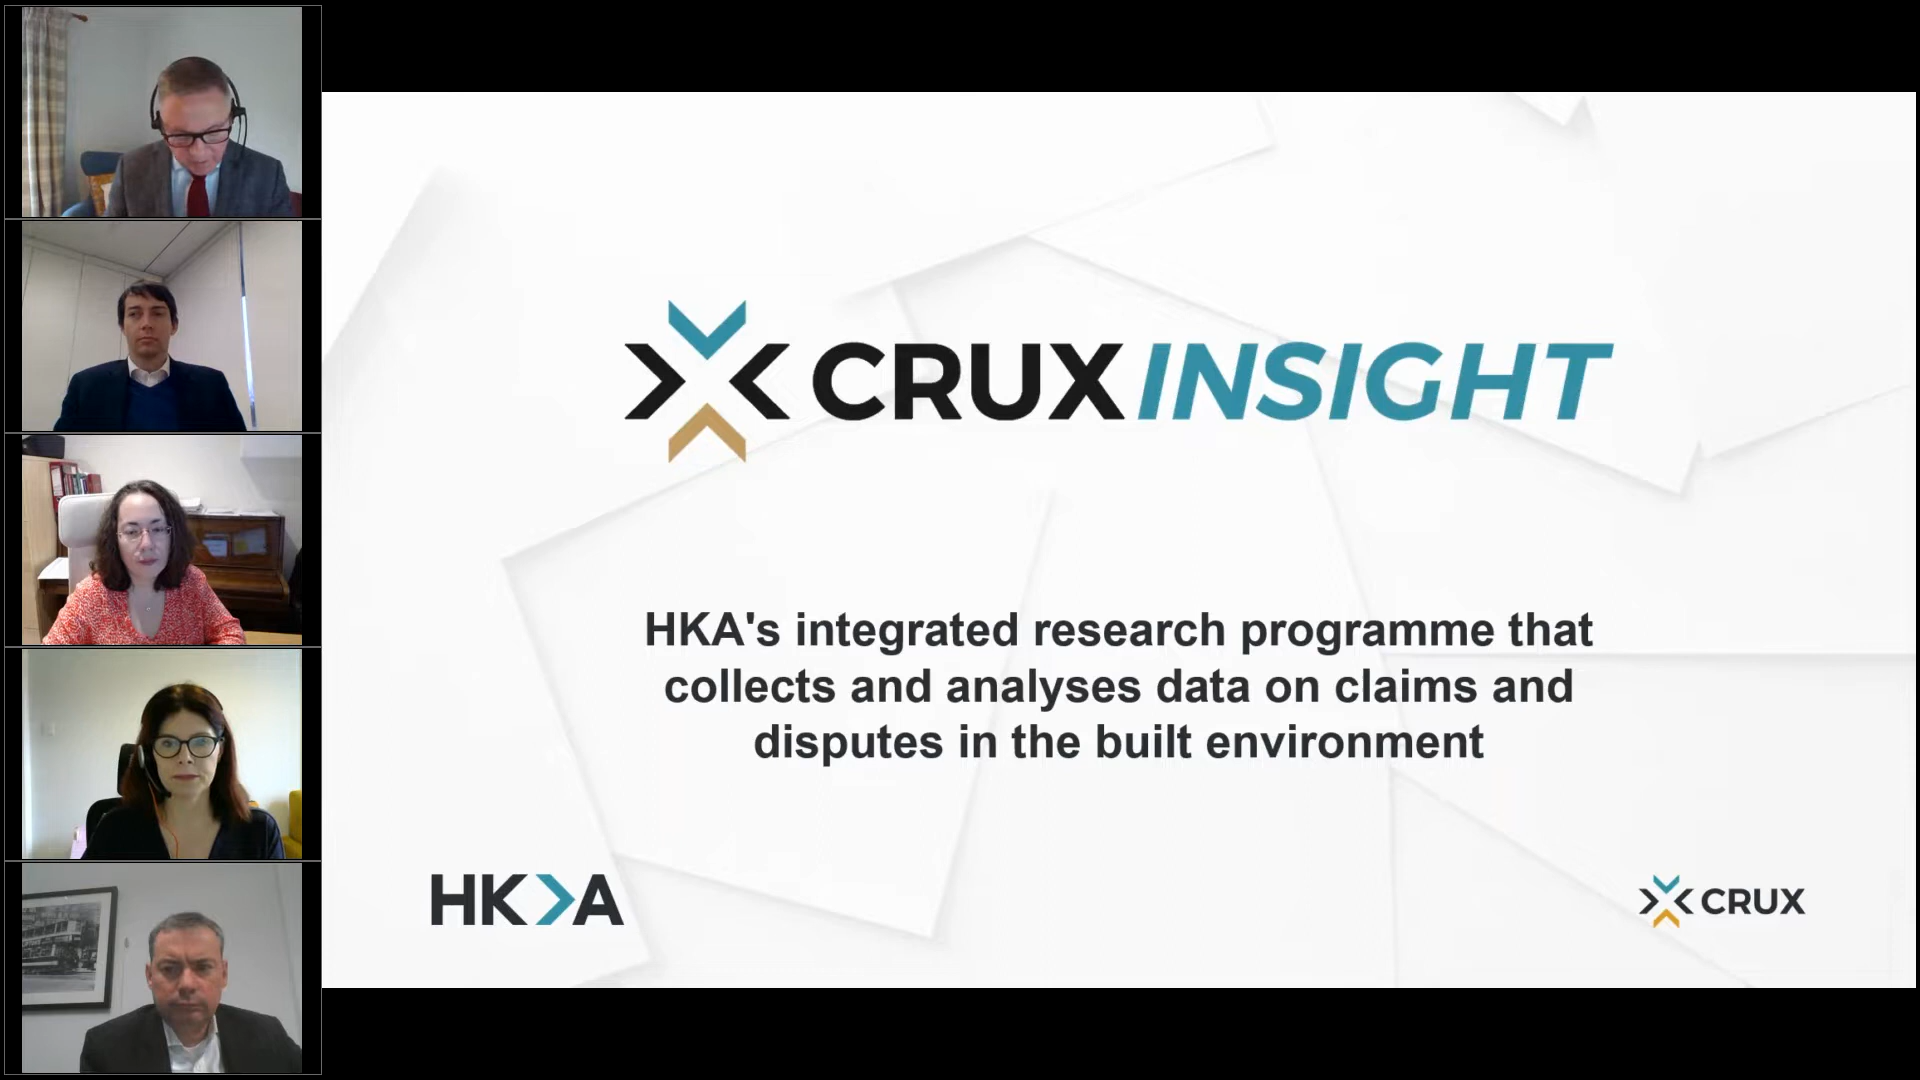 CRUX INSIGHT
HKA's integrated research programme that
collects and analyses data on claims and
disputes in the built environment
HKA
CRUX